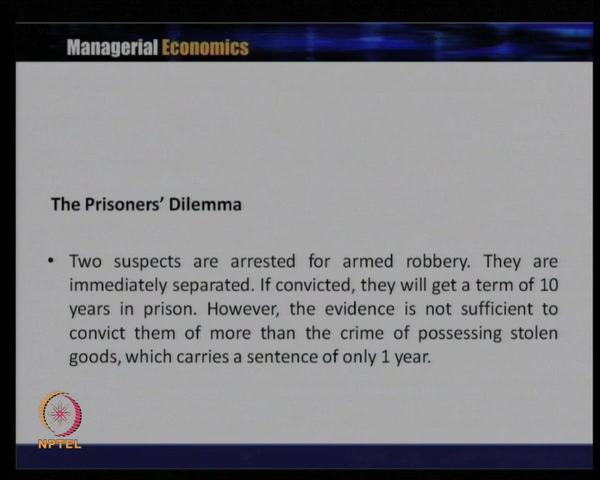 Managerial Economics
The Prisoners' Dilemma
• Two suspects are arrested for armed robbery. They are
immediately separated. If convicted, they will get a term of 10
years in prison. However, the evidence is not sufficient to
convict them of more than the crime of possessing stolen
goods, which carries a sentence of only 1 year.
NPTEL